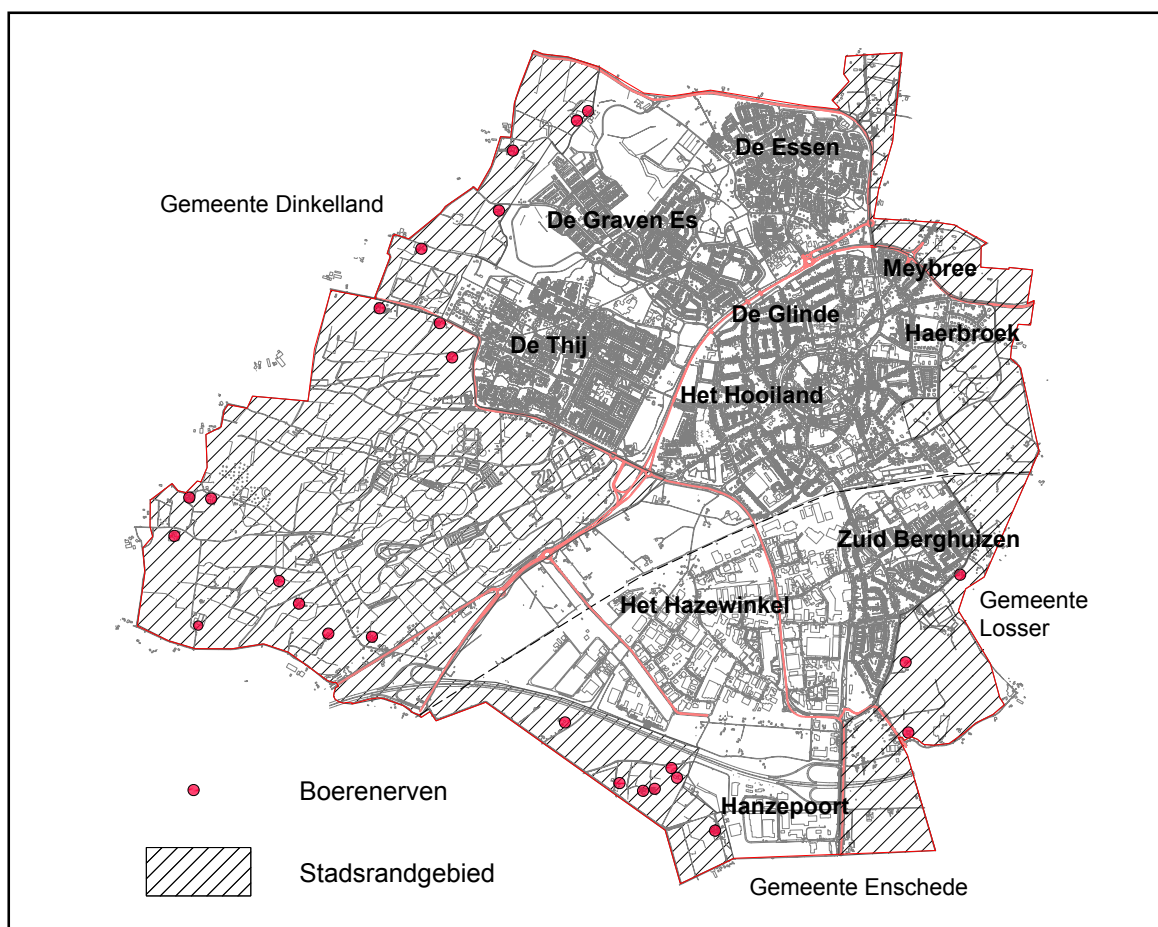 De Essen
Gemeente Dinkelland
De Graven Es
Meybree
De Glinde
Haerbroek
De Thij
Het Hooiland
Zuid Berghuizen
Het Hazewinkel
Gemeente
Losser
Boerenerven
Hanzepoort
Stadsrandgebied
Gemeente Enschede